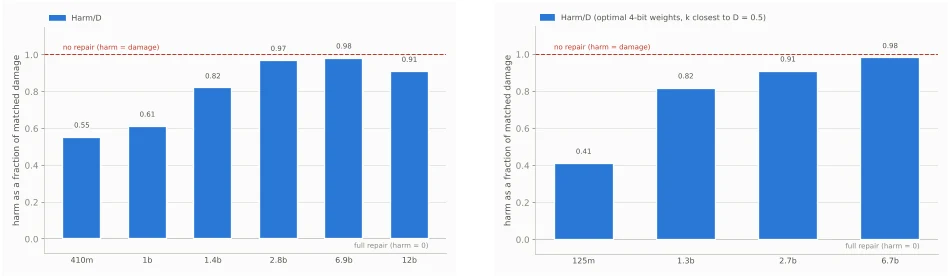 Harm/D
no repair (harm = damage)
harm as a fraction of matched damage
1.0
0.8
0.6
0.4
0.2
0.0
0.55
0.61
0.82
0.97
0.98
0.91
full repair (harm = 0)
410m 1b 1.4b 2.8b 6.9b 12b
Harm/D (optimal 4-bit weights, k closest to D = 0.5)
no repair (harm = damage)
harm as a fraction of matched damage
1.0
0.8
0.6
0.4
0.2
0.0
0.41
0.82
0.91
0.98
full repair (harm = 0)
125m 1.3b 2.7b 6.7b